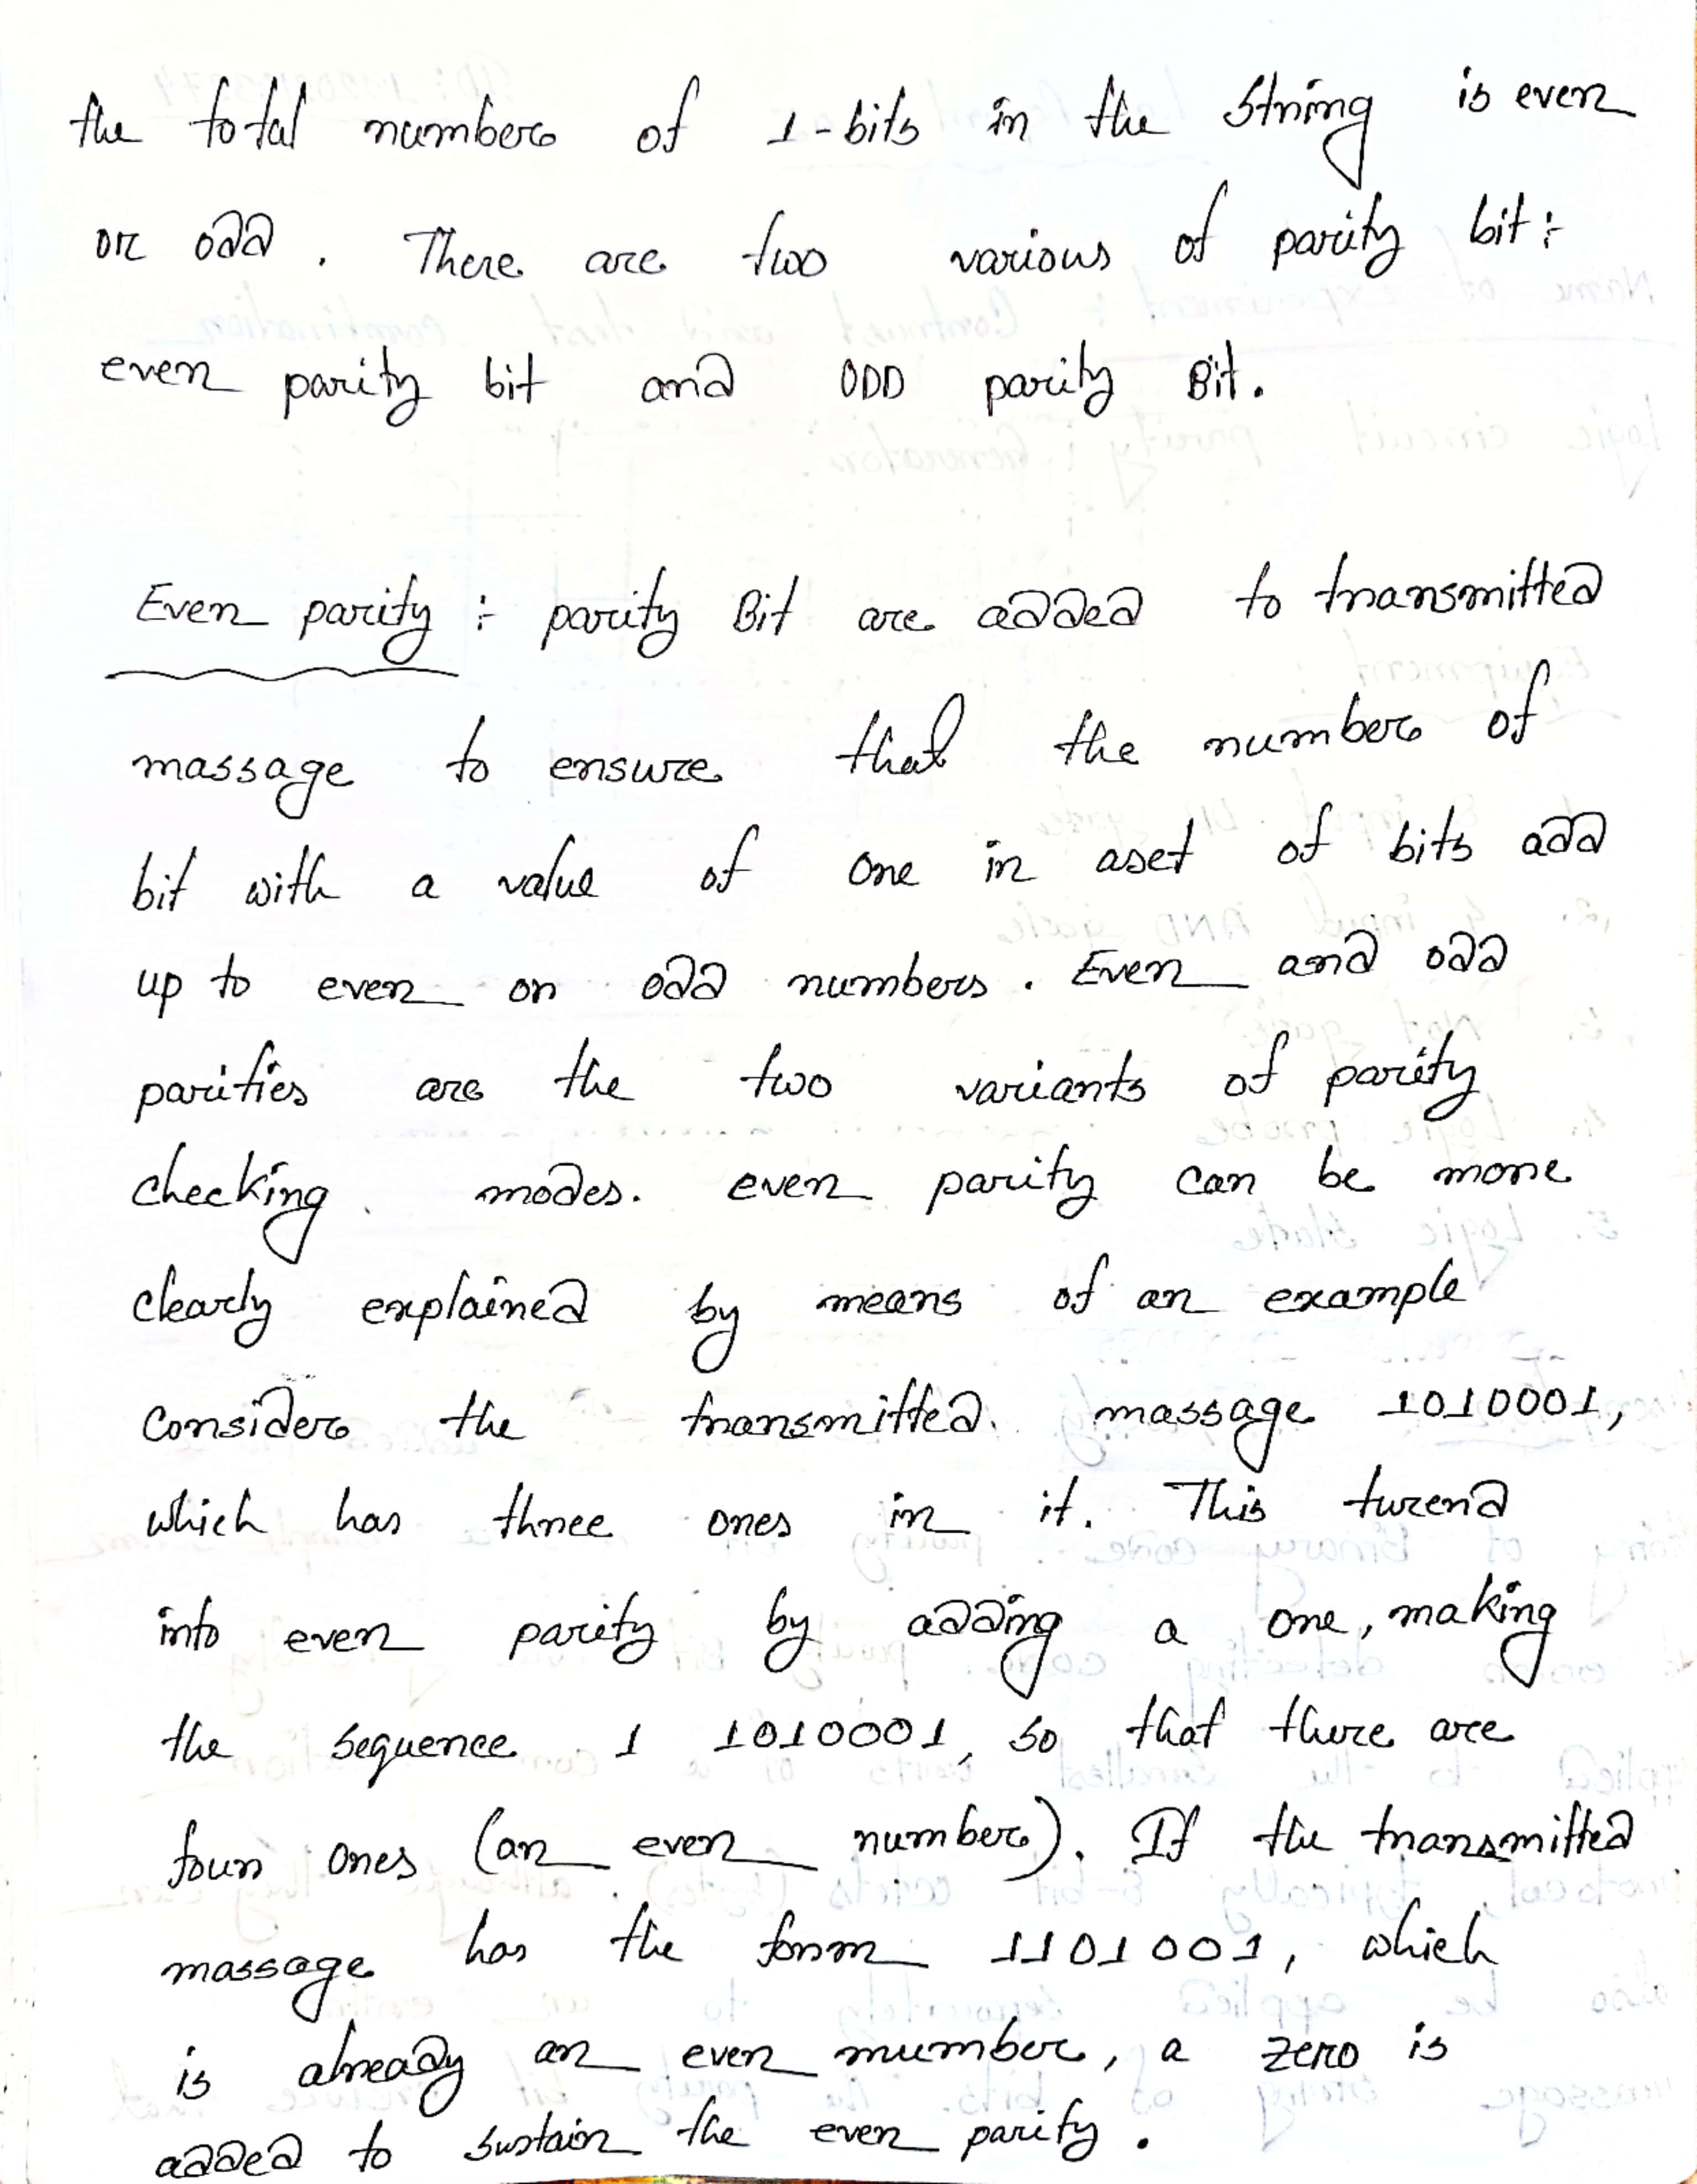 the total number of 1-bits in the string is even
or odd. There are two various of parity bit:
even parity bit and ODD parity Bit.
Even parity: parity Bit are added to transmitted
massage to ensure that the number of
bit with a value of one in aset of bits add
up to even or odd numbers. Even and odd
parities are the two variants of parity
checking modes. even parity can be more
clearly explained by means of an example
Consider the transmitted massage 1010001,
which has three ones in it. This turend
into even parity by adding a one, making
the sequence 1 1010001, so that there are
four ones (an even number). If the transmitted
massage has the form 1101001, which
is already an even mumber, a zero is
added to sustain the even parity.